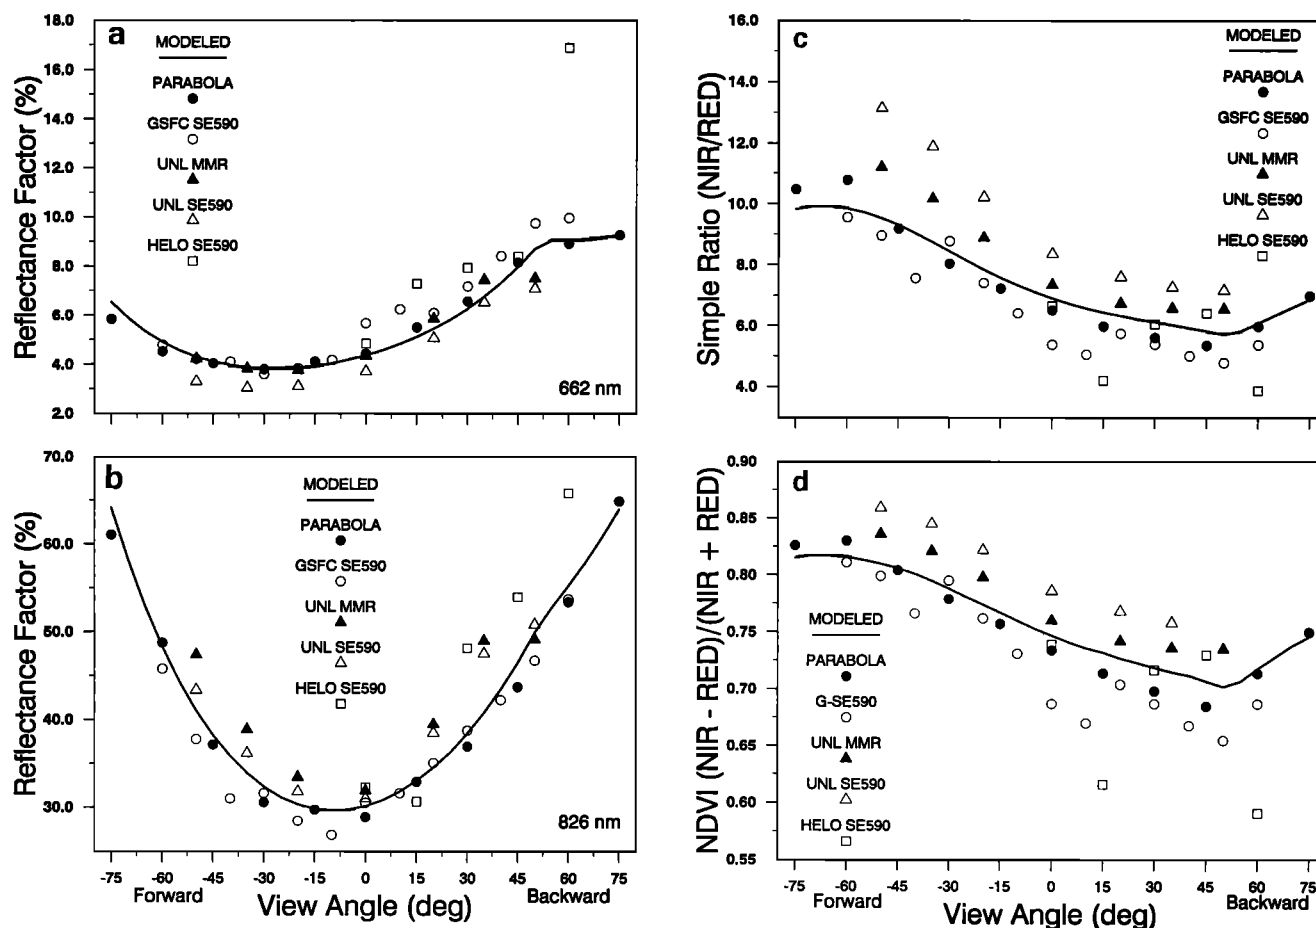 a
MODELED
PARABOLA
GSFC SE590
UNL MMR
UNL SE590
HELO SE590
18.0
16.0
14.0
12.0
10.0
8.0
6.0
4.0
2.0
Reflectance Factor (%)
662 nm
b
MODELED
PARABOLA
GSFC SE590
UNL MMR
UNL SE590
HELO SE590
70.0
60.0
50.0
40.0
30.0
Reflectance Factor (%)
826 nm
-75 -60 -45 -30 -15 0 15 30 45 60 75
Forward View Angle (deg) Backward
c
MODELED
PARABOLA
GSFC SE590
UNL MMR
UNL SE590
HELO SE590
16.0
14.0
12.0
10.0
8.0
6.0
4.0
Simple Ratio (NIR/RED)
d
MODELED
PARABOLA
G-SE590
UNL MMR
UNL SE590
HELO SE590
0.90
0.85
0.80
0.75
0.70
0.65
0.60
0.55
NDVI (NIR - RED)/(NIR + RED)
-75 -60 -45 -30 -15 0 15 30 45 60 75
Forward View Angle (deg) Backward